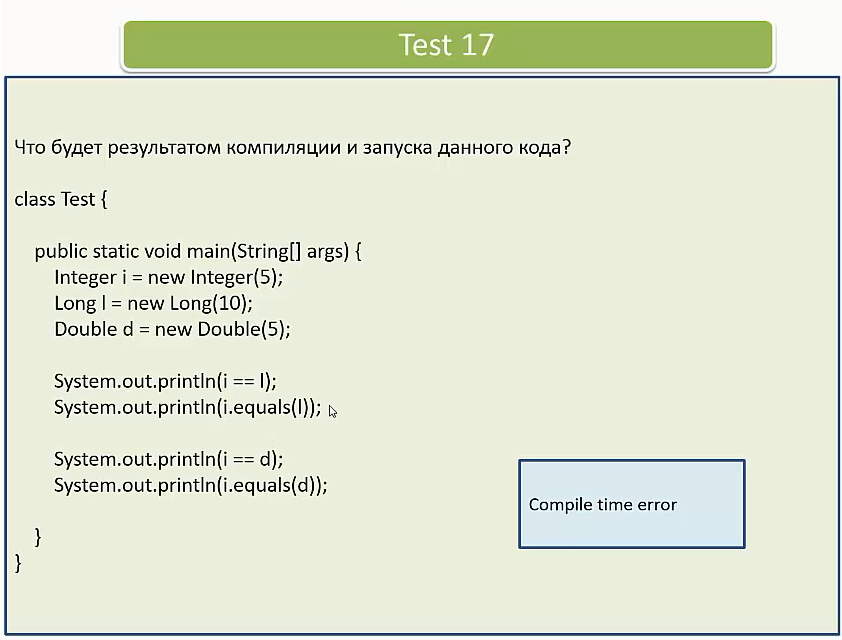 Test 17
Что будет результатом компиляции и запуска данного кода?
class Test {
public static void main(String[] args) {
Integer i = new Integer(5);
Long l = new Long(10);
Double d = new Double(5);
System.out.println(i == l);
System.out.println(i.equals(l));
System.out.println(i == d);
System.out.println(i.equals(d));
}
}
Compile time error